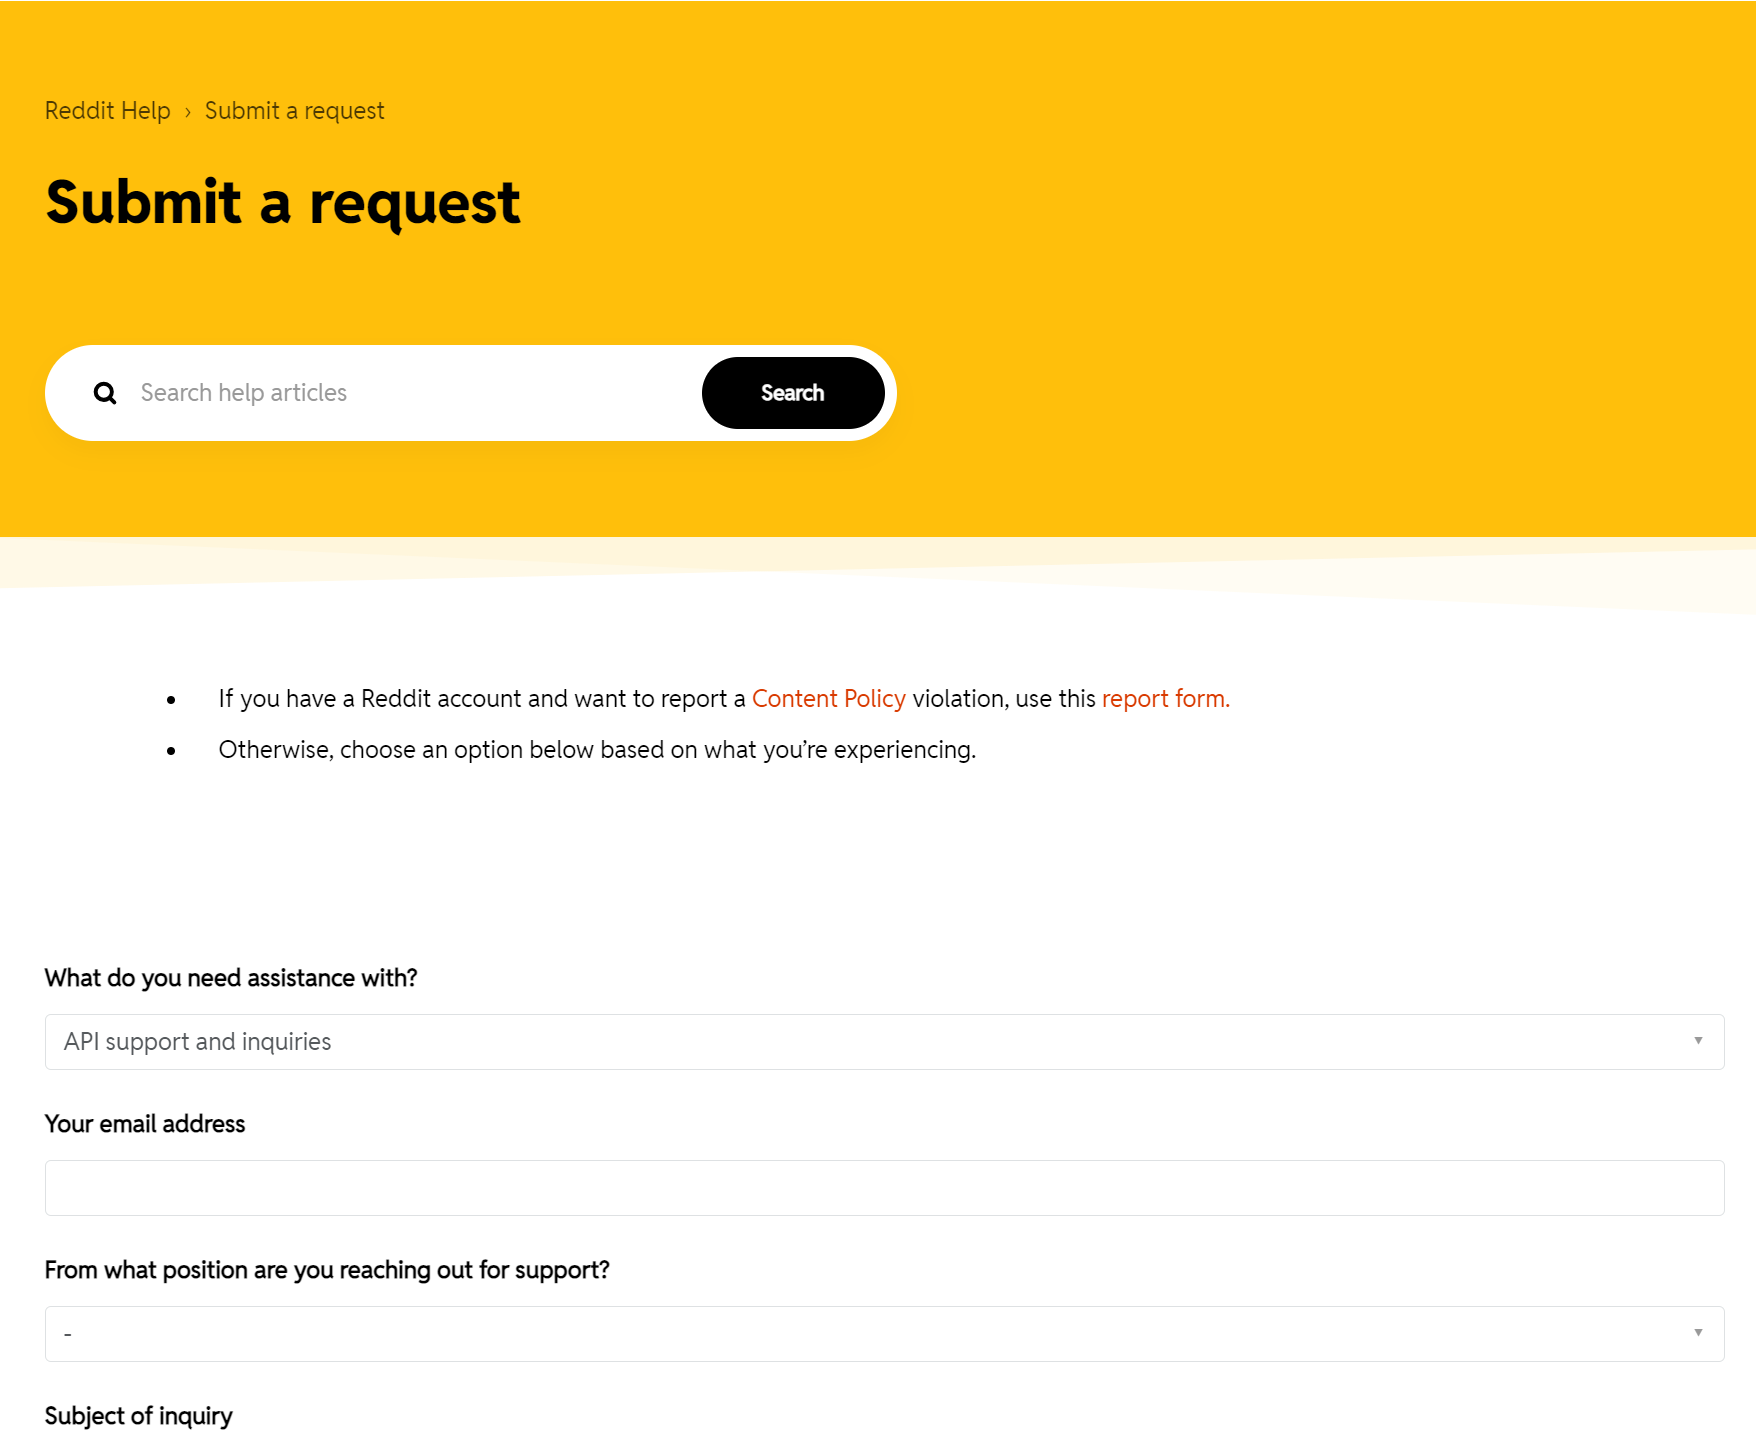 Reddit Help › Submit a request
Submit a request
Search help articles
Search
• If you have a Reddit account and want to report a Content Policy violation, use this report form.
• Otherwise, choose an option below based on what you’re experiencing.
What do you need assistance with?
API support and inquiries
Your email address
From what position are you reaching out for support?
-
Subject of inquiry